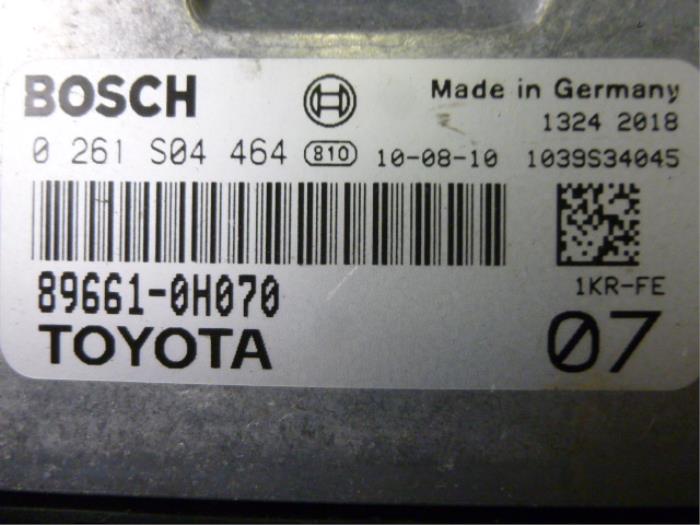 BOSCH Made in Germany
1324 2018
0 261 S04 464 810 10-08-10 1039S34045
89661-0H070 1KR-FE
TOYOTA 07